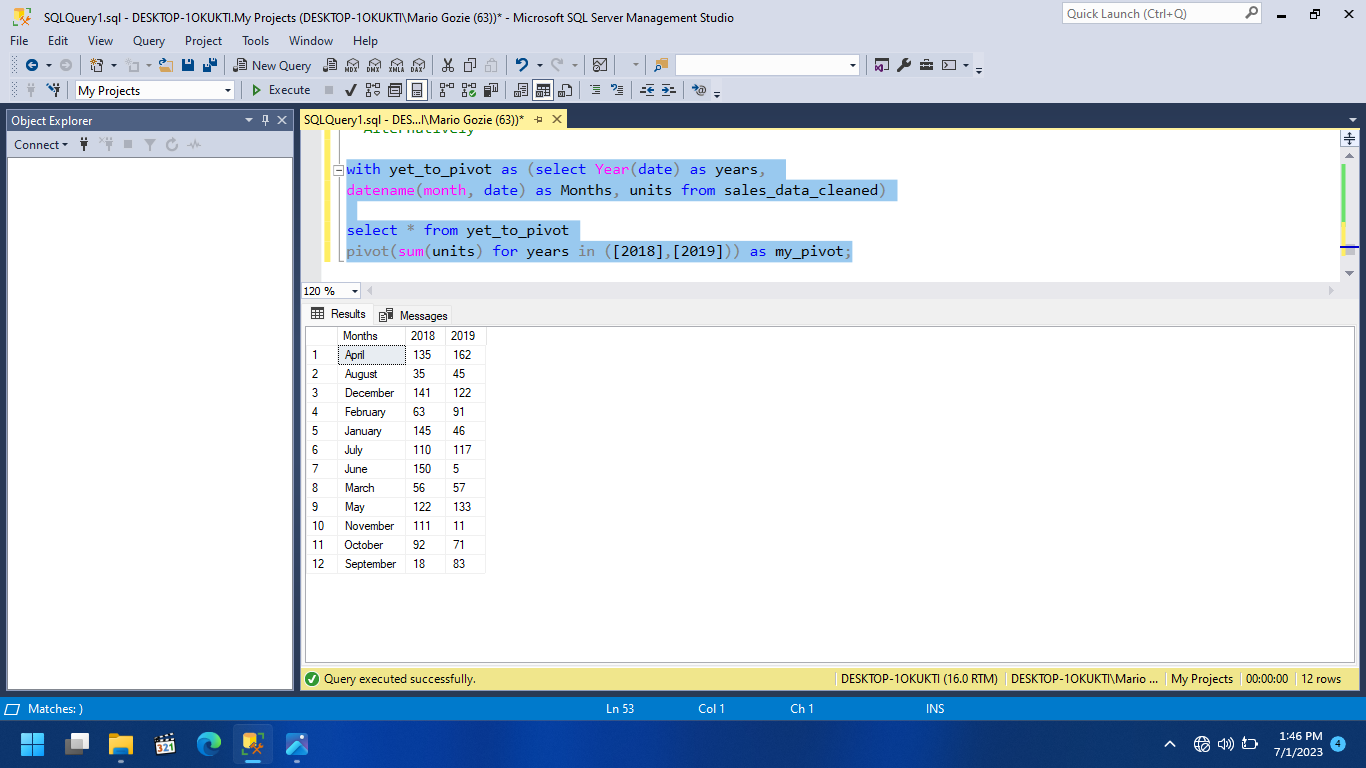 SQLQuery1.sql - DESKTOP-1OKUKTI.My Projects (DESKTOP-1OKUKTI\Mario Gozie (63))* - Microsoft SQL Server Management Studio
Quick Launch (Ctrl+Q)
File Edit View Query Project Tools Window Help
New Query MDX DMX XMLA DAX
My Projects Execute
Object Explorer
Connect
SQLQuery1.sql - DES...I\Mario Gozie (63))*
Alternatively
with yet_to_pivot as (select Year(date) as years,
datename(month, date) as Months, units from sales_data_cleaned)
select * from yet_to_pivot
pivot(sum(units) for years in ([2018],[2019])) as my_pivot;
120 %
Results Messages
Months 2018 2019
1 April 135 162
2 August 35 45
3 December 141 122
4 February 63 91
5 January 145 46
6 July 110 117
7 June 150 5
8 March 56 57
9 May 122 133
10 November 111 11
11 October 92 71
12 September 18 83
Query executed successfully. DESKTOP-1OKUKTI (16.0 RTM) DESKTOP-1OKUKTI\Mario ... My Projects 00:00:00 12 rows
Matches: ) Ln 53 Col 1 Ch 1 INS
321
1:46 PM
7/1/2023 4